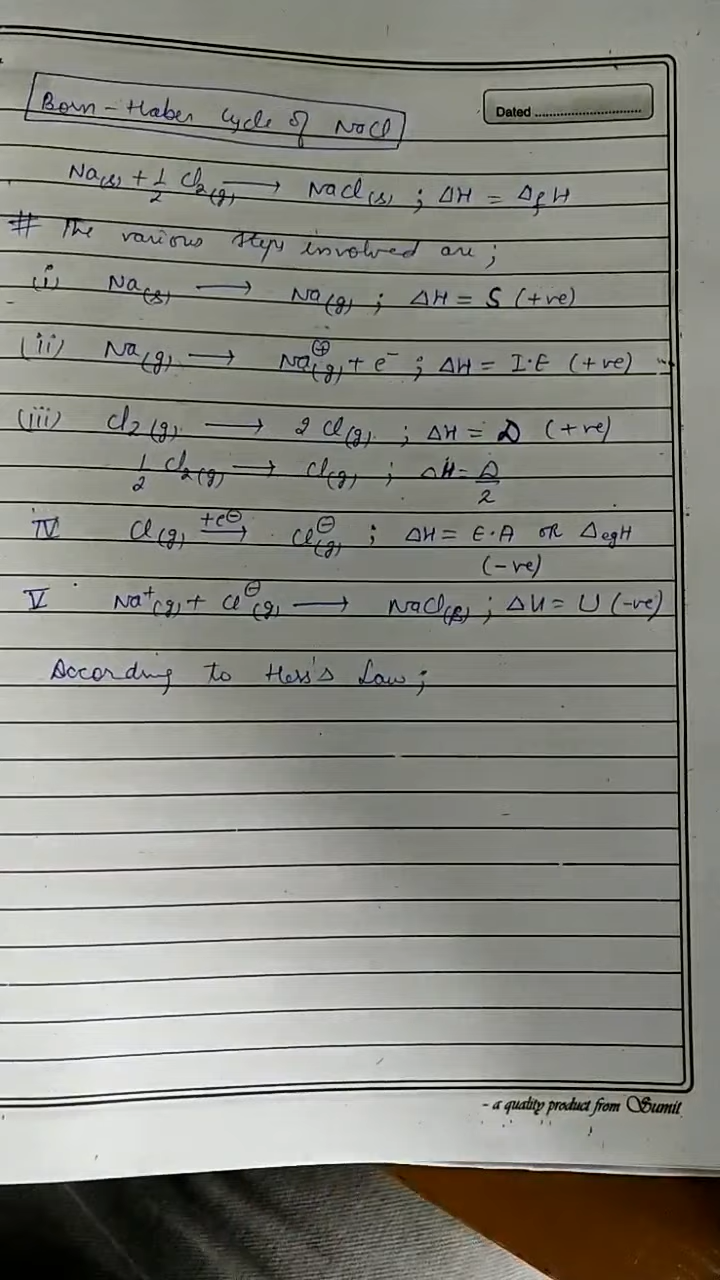 Born-Haber Cycle of NaCl
Dated
Na(s) + 1/2 Cl2(g) → NaCl(s) ; ΔH = ΔfH
# The various steps involved are ;
(i) Na(s) → Na(g) ; ΔH = S (+ve)
(ii) Na(g) → Na⊕(g) + e⁻ ; ΔH = I.E (+ve)
(iii) Cl2(g) → 2Cl(g) ; ΔH = D (+ve)
1/2 Cl2(g) → Cl(g) ; ΔH = D/2
IV Cl(g) +e⊖ → Cl⊖(g) ; ΔH = E.A OR ΔegH
(-ve)
V Na⁺(g) + Cl⊖(g) → NaCl(s) ; ΔH = U (-ve)
According to Hess's Law ;
- a quality product from Sumit